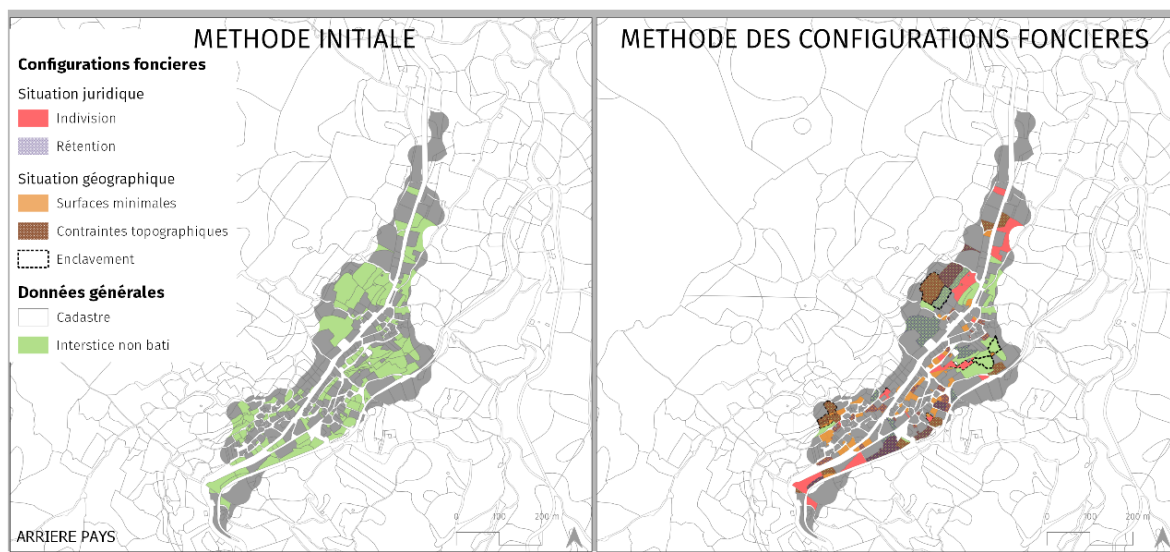 METHODE INITIALE
Configurations foncieres
Situation juridique
Indivision
Rétention
Situation géographique
Surfaces minimales
Contraintes topographiques
Enclavement
Données générales
Cadastre
Interstice non bati
0 100 200 m
ARRIERE PAYS
METHODE DES CONFIGURATIONS FONCIERES
0 100 200 m